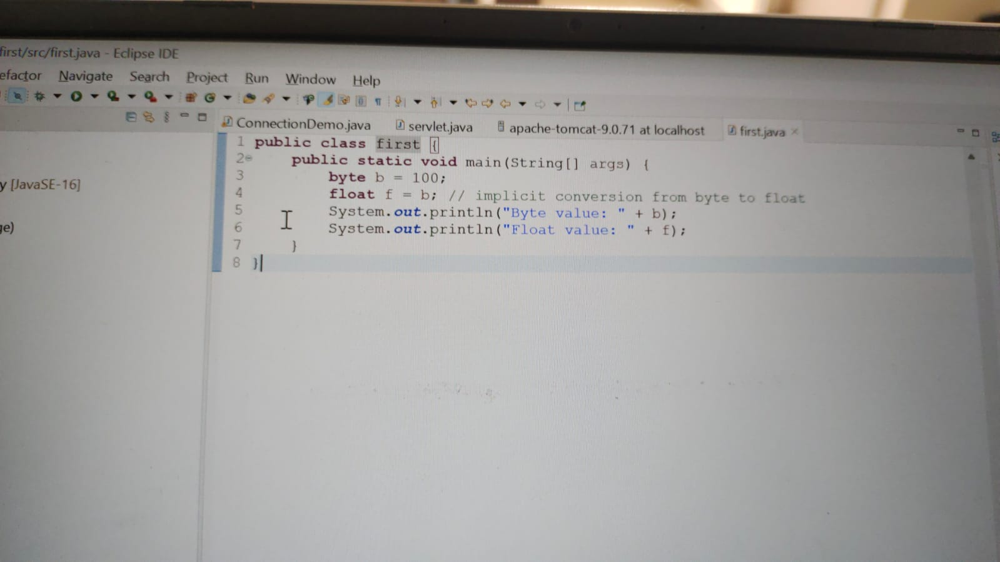 first/src/first.java - Eclipse IDE
efactor Navigate Search Project Run Window Help
ConnectionDemo.java servlet.java apache-tomcat-9.0.71 at localhost first.java
y [JavaSE-16]
ge)
1 public class first {
2 public static void main(String[] args) {
3 byte b = 100;
4 float f = b; // implicit conversion from byte to float
5 System.out.println("Byte value: " + b);
6 System.out.println("Float value: " + f);
7 }
8 }